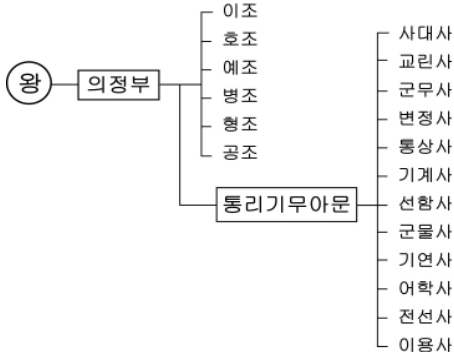 왕
의정부
이조
호조
예조
병조
형조
공조
통리기무아문
사대사
교린사
군무사
변정사
통상사
기계사
선함사
군물사
기연사
어학사
전선사
이용사